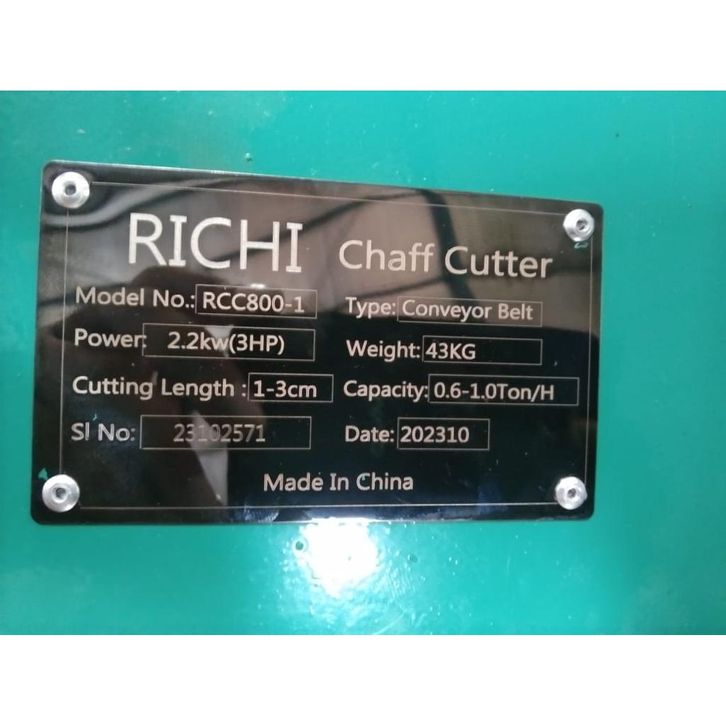 RICHI Chaff Cutter
Model No.: RCC800-1 Type: Conveyor Belt
Power: 2.2kw(3HP) Weight: 43KG
Cutting Length : 1-3cm Capacity: 0.6-1.0Ton/H
Sl No: 23102571 Date: 202310
Made In China